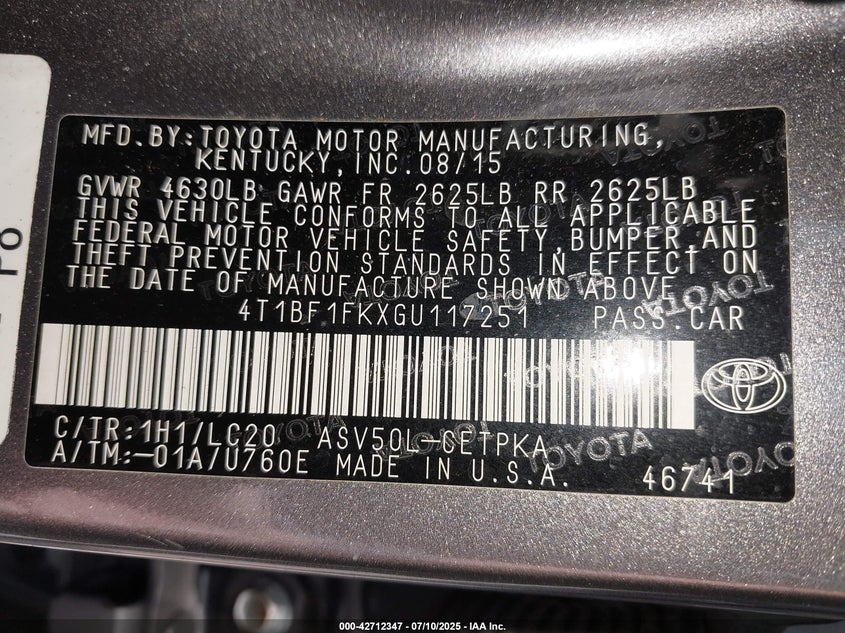 PO
MFD.BY:TOYOTA MOTOR MANUFACTURING,
KENTUCKY,INC.08/15
GVWR 4630LB GAWR FR 2625LB RR 2625LB
THIS VEHICLE CONFORMS TO ALL APPLICABLE
FEDERAL MOTOR VEHICLE SAFETY,BUMPER,AND
THEFT PREVENTION STANDARDS IN EFFECT ON
THE DATE OF MANUFACTURE SHOWN ABOVE.
4T1BF1FKXGU117251 PASS.CAR
C/TR:1H1/LC20 ASV50L-CETPKA
A/TM:-01A/U760E MADE IN U.S.A. 46741
000-42712347 - 07/10/2025 - IAA Inc.